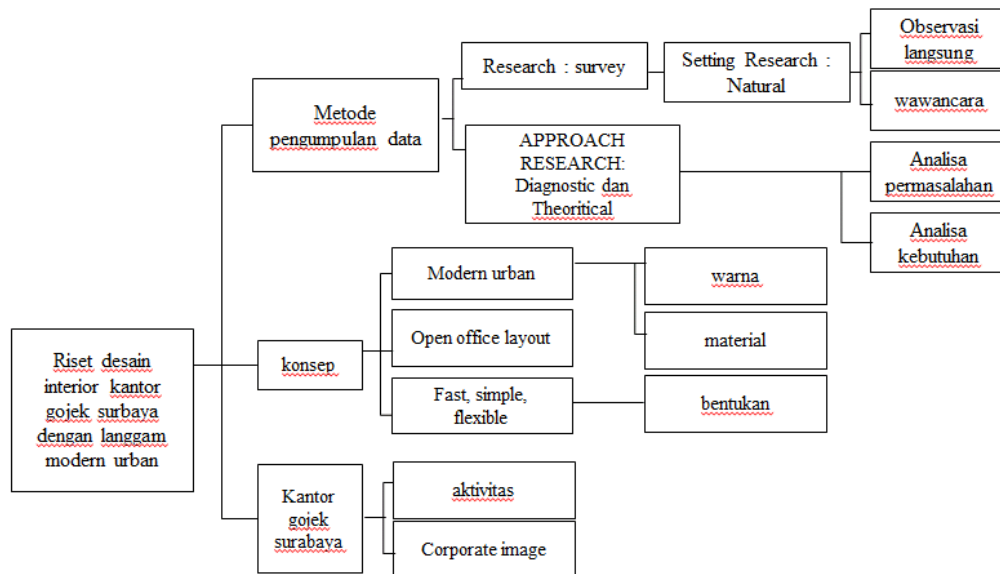 Riset desain
interior kantor
gojek surbaya
dengan langgam
modern urban
Metode
pengumpulan data
Research : survey
Setting Research :
Natural
Observasi
langsung
wawancara
APPROACH
RESEARCH:
Diagnostic dan
Theoritical
Analisa
permasalahan
Analisa
kebutuhan
konsep
Modern urban
warna
material
Open office layout
Fast, simple,
flexible
bentukan
Kantor
gojek
surabaya
aktivitas
Corporate image